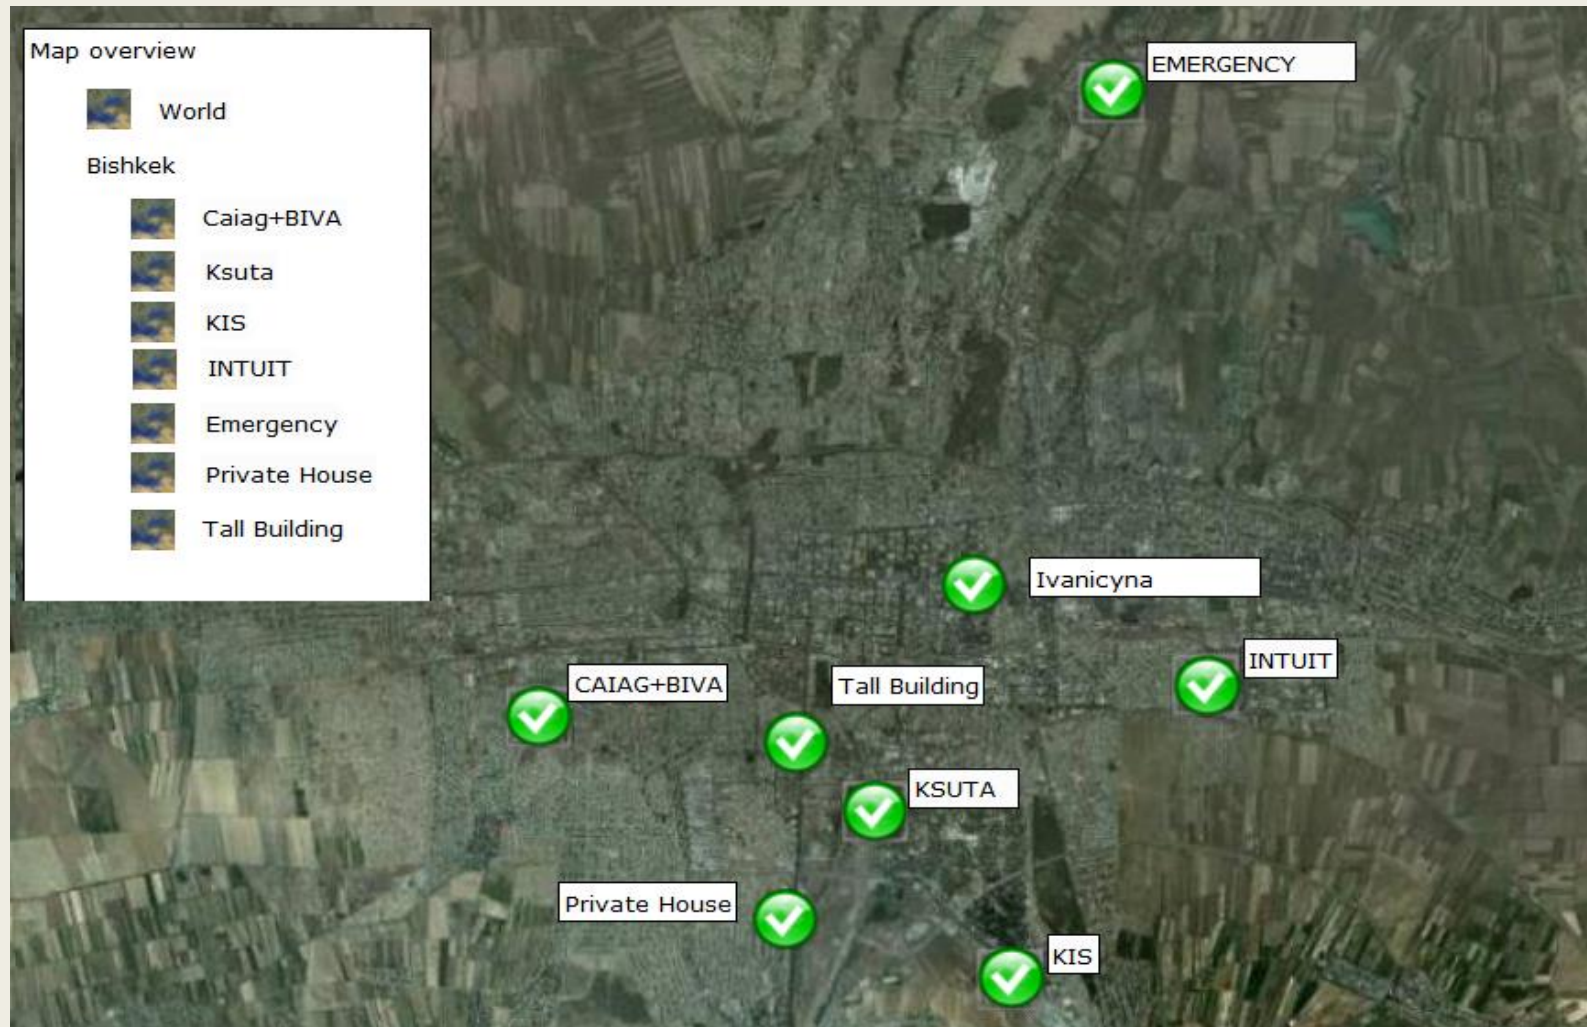 Map overview
World
Bishkek
Caiag+BIVA
Ksuta
KIS
INTUIT
Emergency
Private House
Tall Building
EMERGENCY
Ivanicyna
INTUIT
CAIAG+BIVA
Tall Building
KSUTA
Private House
KIS